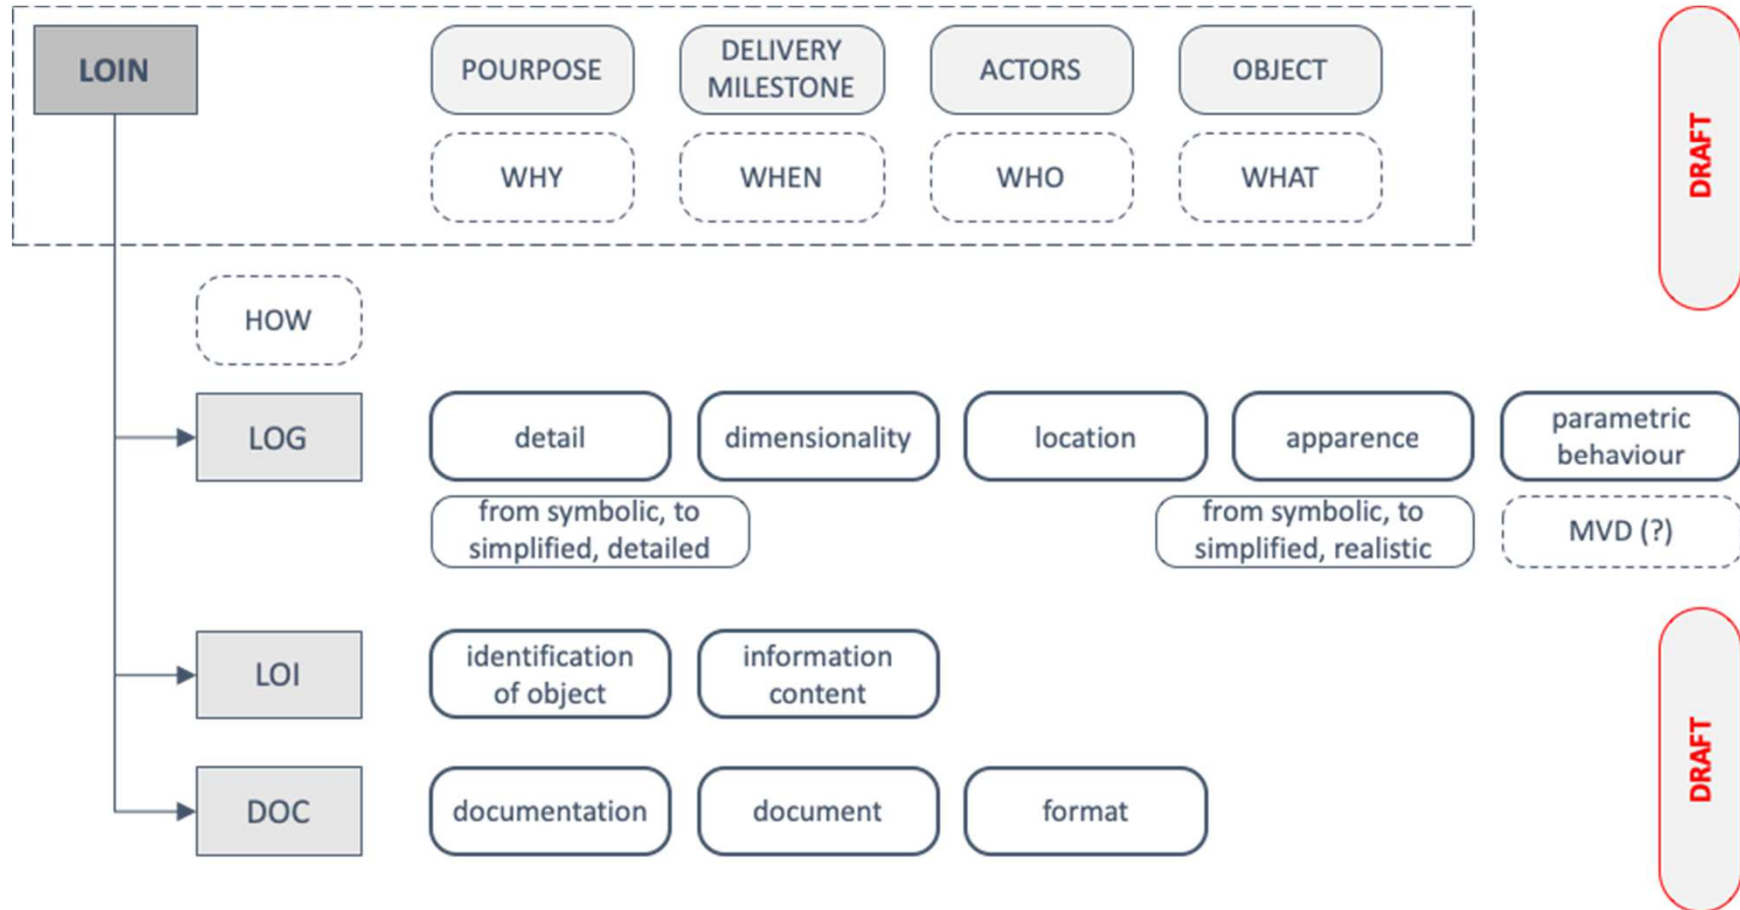 LOIN
POURPOSE
DELIVERY
MILESTONE
ACTORS
OBJECT
WHY
WHEN
WHO
WHAT
DRAFT
HOW
LOG
detail
dimensionality
location
apparence
parametric
behaviour
from symbolic, to
simplified, detailed
from symbolic, to
simplified, realistic
MVD (?)
LOI
identification
of object
information
content
DRAFT
DOC
documentation
document
format